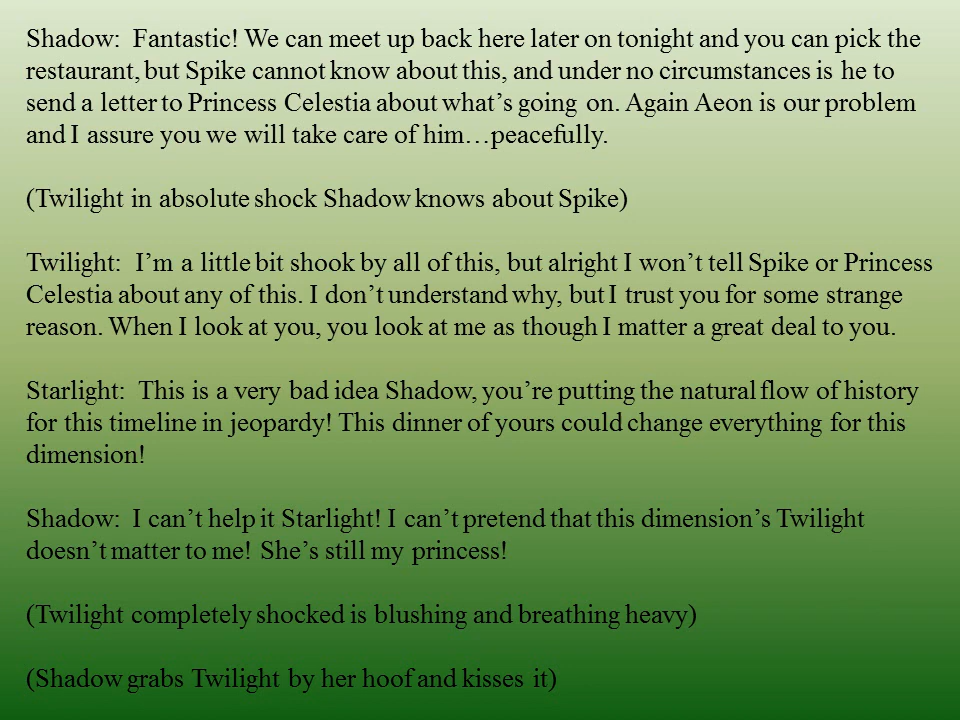 Shadow:  Fantastic! We can meet up back here later on tonight and you can pick the
restaurant, but Spike cannot know about this, and under no circumstances is he to
send a letter to Princess Celestia about what’s going on. Again Aeon is our problem
and I assure you we will take care of him…peacefully.
(Twilight in absolute shock Shadow knows about Spike)
Twilight:  I’m a little bit shook by all of this, but alright I won’t tell Spike or Princess
Celestia about any of this. I don’t understand why, but I trust you for some strange
reason. When I look at you, you look at me as though I matter a great deal to you.
Starlight:  This is a very bad idea Shadow, you’re putting the natural flow of history
for this timeline in jeopardy! This dinner of yours could change everything for this
dimension!
Shadow:  I can’t help it Starlight! I can’t pretend that this dimension’s Twilight
doesn’t matter to me! She’s still my princess!
(Twilight completely shocked is blushing and breathing heavy)
(Shadow grabs Twilight by her hoof and kisses it)